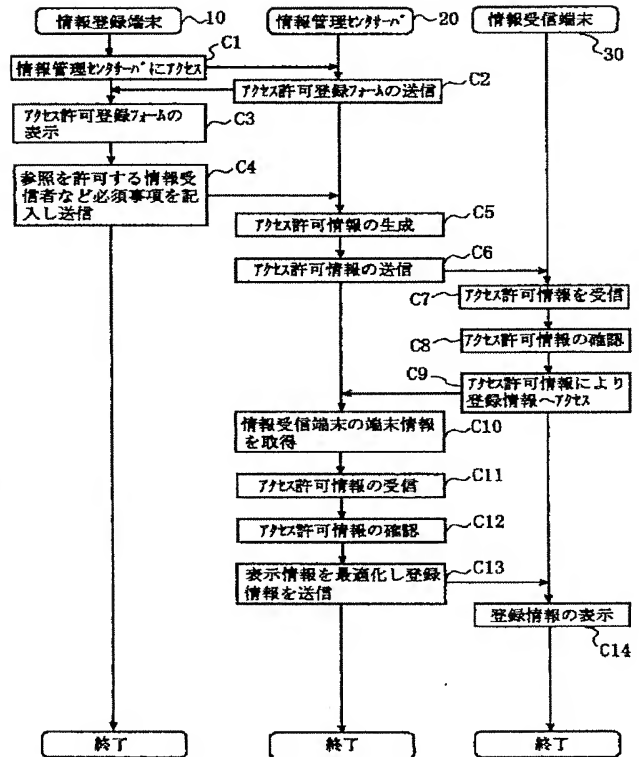 情報登録端末
10
情報管理センタサーバ
20
情報受信端末
30
C1
情報管理センタサーバにアクセス
アクセス許可登録フォームの送信
C2
アクセス許可登録フォームの
表示
C3
参照を許可する情報受
信者など必須事項を記
入し送信
C4
アクセス許可情報の生成
C5
アクセス許可情報の送信
C6
C7
アクセス許可情報を受信
C8
アクセス許可情報の確認
C9
アクセス許可情報により
登録情報へアクセス
情報受信端末の端末情報
を取得
C10
アクセス許可情報の受信
C11
アクセス許可情報の確認
C12
表示情報を最適化し登録
情報を送信
C13
登録情報の表示
C14
終了
終了
終了